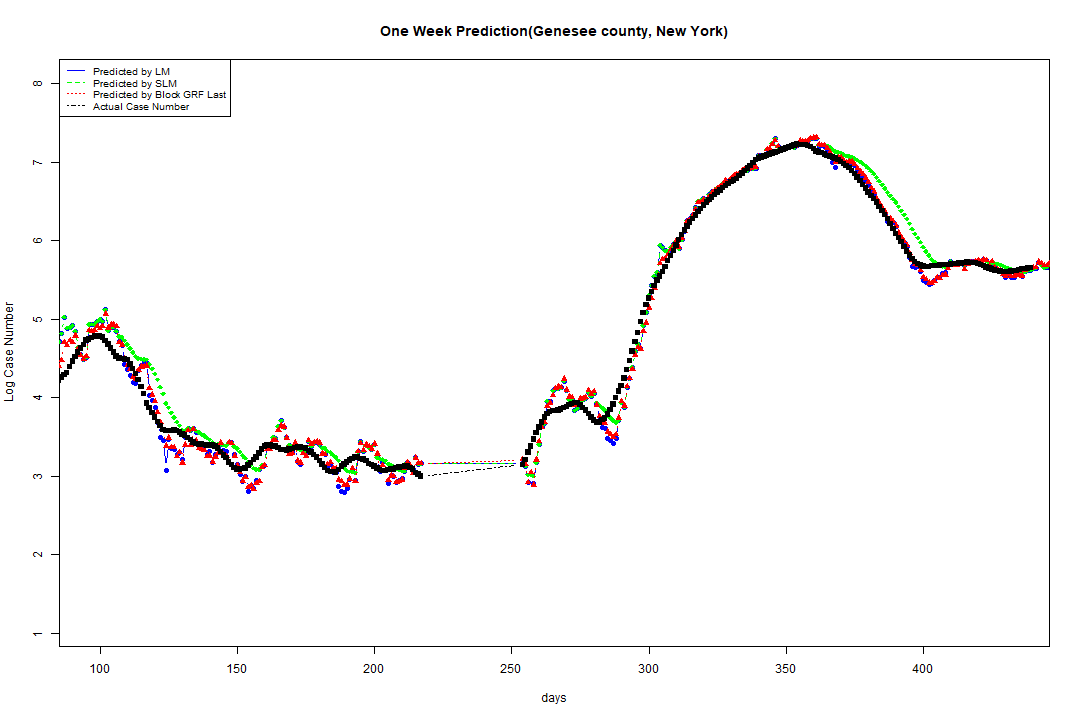 One Week Prediction(Genesee county, New York)
Predicted by LM
Predicted by SLM
Predicted by Block GRF Last
Actual Case Number
Log Case Number
8
7
6
5
4
3
2
1
100 150 200 250 300 350 400
days